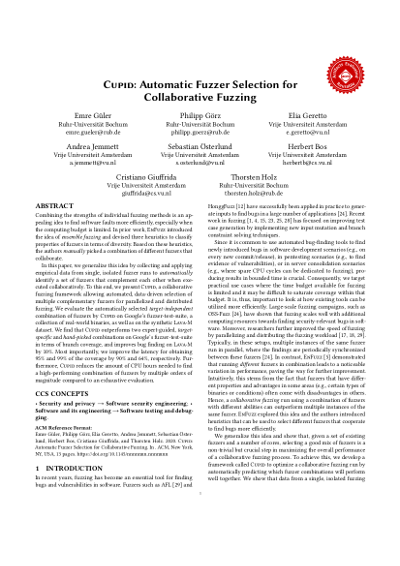 CUPID: Automatic Fuzzer Selection for
Collaborative Fuzzing
Emre Güler
Ruhr-Universität Bochum
emre.gueler@rub.de
Philipp Görz
Ruhr-Universität Bochum
philipp.goerz@rub.de
Elia Geretto
Vrije Universiteit Amsterdam
e.geretto@vu.nl
Andrea Jemmett
Vrije Universiteit Amsterdam
a.jemmett@vu.nl
Sebastian Österlund
Vrije Universiteit Amsterdam
s.osterlund@vu.nl
Herbert Bos
Vrije Universiteit Amsterdam
herbertb@cs.vu.nl
Cristiano Giuffrida
Vrije Universiteit Amsterdam
giuffrida@cs.vu.nl
Thorsten Holz
Ruhr-Universität Bochum
thorsten.holz@rub.de
ABSTRACT
Combining the strengths of individual fuzzing methods is an ap-
pealing idea to find software faults more efficiently, especially when
the computing budget is limited. In prior work, EnFuzz introduced
the idea of ensemble fuzzing and devised three heuristics to classify
properties of fuzzers in terms of diversity. Based on these heuristics,
the authors manually picked a combination of different fuzzers that
collaborate.
In this paper, we generalize this idea by collecting and applying
empirical data from single, isolated fuzzer runs to automatically
identify a set of fuzzers that complement each other when exe-
cuted collaboratively. To this end, we present Cupid, a collaborative
fuzzing framework allowing automated, data-driven selection of
multiple complementary fuzzers for parallelized and distributed
fuzzing. We evaluate the automatically selected target-independent
combination of fuzzers by Cupid on Google's fuzzer-test-suite, a
collection of real-world binaries, as well as on the synthetic Lava-M
dataset. We find that Cupid outperforms two expert-guided, target-
specific and hand-picked combinations on Google's fuzzer-test-suite
in terms of branch coverage, and improves bug finding on Lava-M
by 10%. Most importantly, we improve the latency for obtaining
95% and 99% of the coverage by 90% and 64%, respectively. Fur-
thermore, Cupid reduces the amount of CPU hours needed to find
a high-performing combination of fuzzers by multiple orders of
magnitude compared to an exhaustive evaluation.
CCS CONCEPTS
• Security and privacy → Software security engineering; •
Software and its engineering → Software testing and debug-
ging.
ACM Reference Format:
Emre Güler, Philipp Görz, Elia Geretto, Andrea Jemmett, Sebastian Öster-
lund, Herbert Bos, Cristiano Giuffrida, and Thorsten Holz. 2020. Cupid:
Automatic Fuzzer Selection for Collaborative Fuzzing. In . ACM, New York,
NY, USA, 13 pages. https://doi.org/10.1145/nnnnnnn.nnnnnnn
1 INTRODUCTION
In recent years, fuzzing has become an essential tool for finding
bugs and vulnerabilities in software. Fuzzers such as AFL [29] and
HonggFuzz [12] have successfully been applied in practice to gener-
ate inputs to find bugs in a large number of applications [24]. Recent
work in fuzzing [1, 4, 15, 23, 25, 28] has focused on improving test
case generation by implementing new input mutation and branch
constraint solving techniques.
Since it is common to use automated bug-finding tools to find
newly introduced bugs in software development scenarios (e.g., on
every new commit/release), in pentesting scenarios (e.g., to find
evidence of vulnerabilities), or in server consolidation scenarios
(e.g., where spare CPU cycles can be dedicated to fuzzing), pro-
ducing results in bounded time is crucial. Consequently, we target
practical use cases where the time budget available for fuzzing
is limited and it may be difficult to saturate coverage within that
budget. It is, thus, important to look at how existing tools can be
utilized more efficiently. Large-scale fuzzing campaigns, such as
OSS-Fuzz [26], have shown that fuzzing scales well with additional
computing resources towards finding security-relevant bugs in soft-
ware. Moreover, researchers further improved the speed of fuzzing
by parallelizing and distributing the fuzzing workload [17, 18, 29].
Typically, in these setups, multiple instances of the same fuzzer
run in parallel, where the findings are periodically synchronized
between these fuzzers [24]. In contrast, EnFuzz [3] demonstrated
that running different fuzzers in combination leads to a noticeable
variation in performance, paving the way for further improvement.
Intuitively, this stems from the fact that fuzzers that have differ-
ent properties and advantages in some areas (e.g., certain types of
binaries or conditions) often come with disadvantages in others.
Hence, a collaborative fuzzing run using a combination of fuzzers
with different abilities can outperform multiple instances of the
same fuzzer. EnFuzz explored this idea and the authors introduced
heuristics that can be used to select different fuzzers that cooperate
to find bugs more efficiently.
We generalize this idea and show that, given a set of existing
fuzzers and a number of cores, selecting a good mix of fuzzers is a
non-trivial but crucial step in maximizing the overall performance
of a collaborative fuzzing process. To achieve this, we develop a
framework called Cupid to optimize a collaborative fuzzing run by
automatically predicting which fuzzer combinations will perform
well together. We show that data from a single, isolated fuzzing